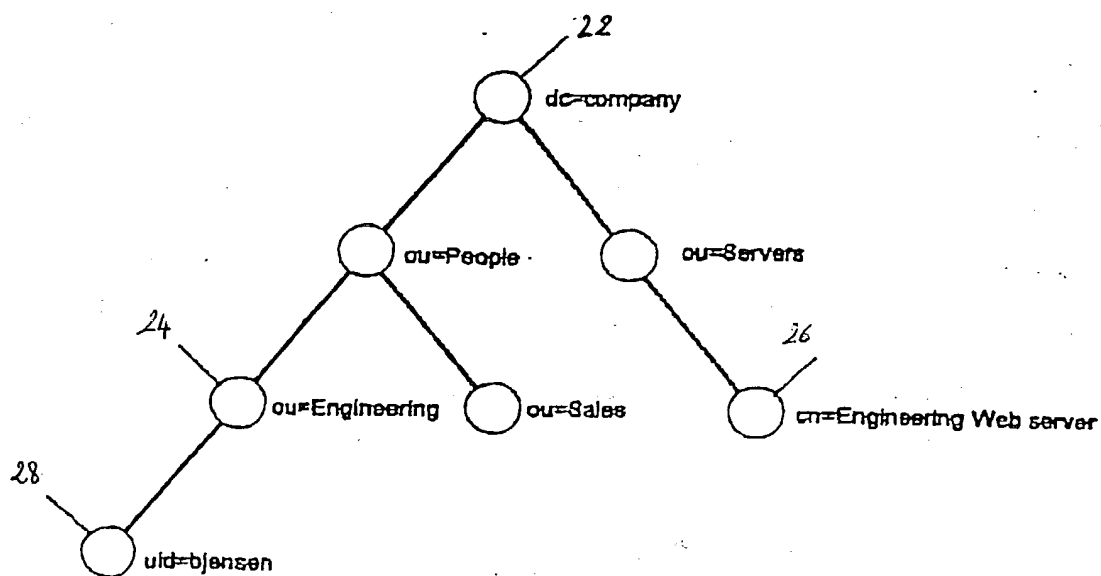 22
dc=company
ou=People
ou=Servers
24
26
ou=Engineering
ou=Sales
cn=Engineering Web server
28
uid=bjensen